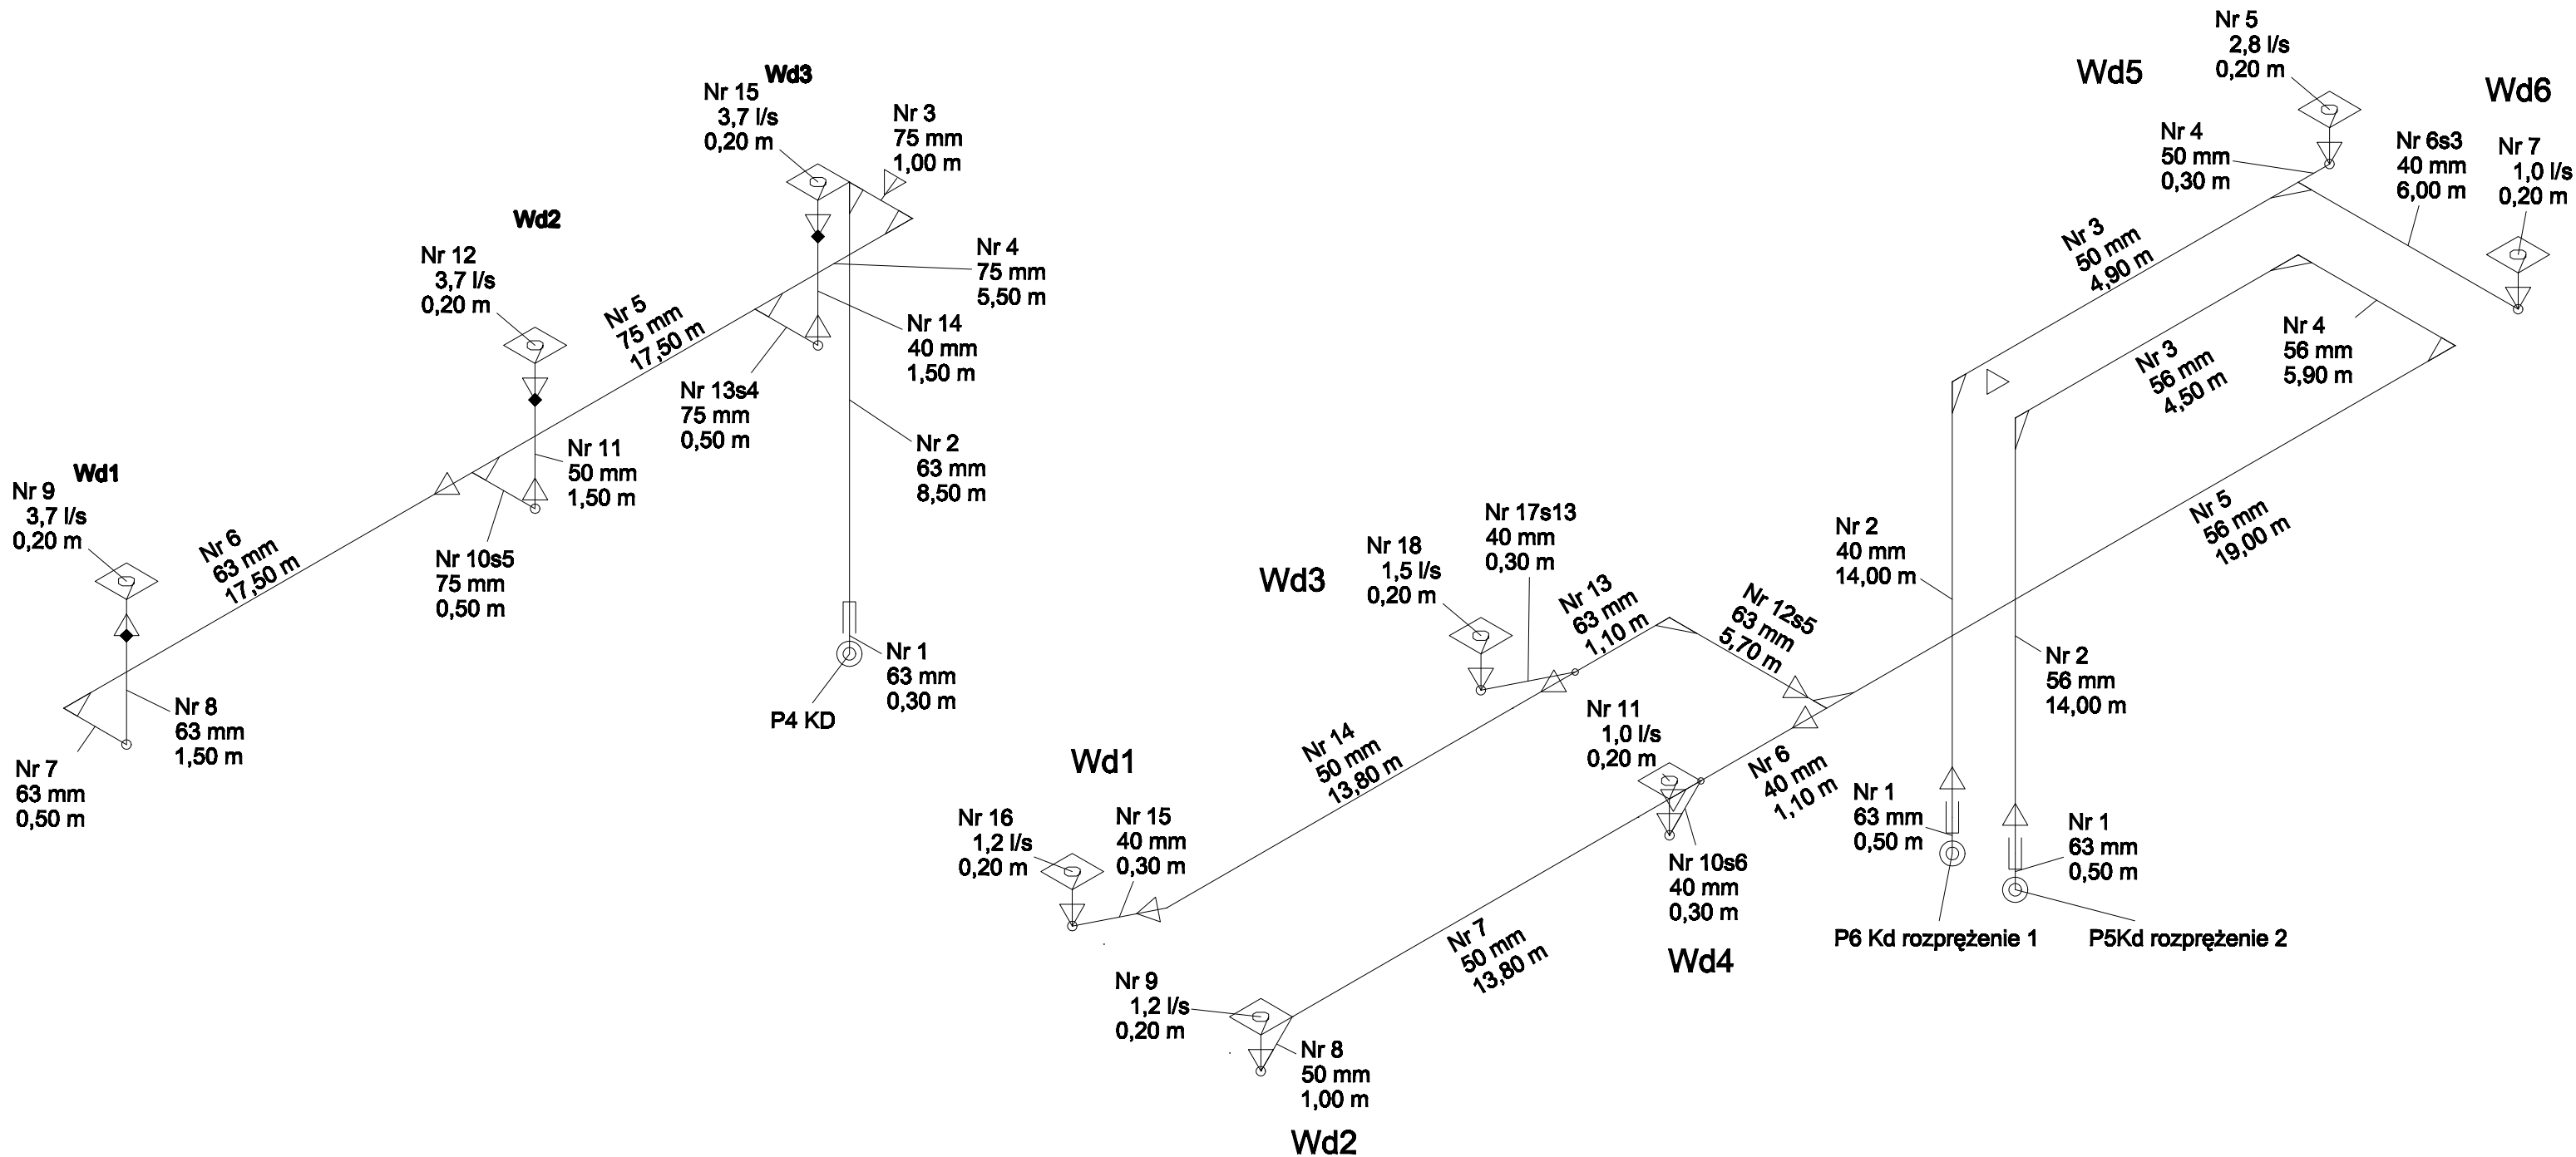 Wd3
Nr 15
3,7 l/s
0,20 m
Nr 3
75 mm
1,00 m
Wd2
Nr 12
3,7 l/s
0,20 m
Nr 5
75 mm
17,50 m
Nr 4
75 mm
5,50 m
Nr 14
40 mm
1,50 m
Nr 13s4
75 mm
0,50 m
Nr 2
63 mm
8,50 m
Nr 11
50 mm
1,50 m
Nr 10s5
75 mm
0,50 m
Wd1
Nr 9
3,7 l/s
0,20 m
Nr 6
63 mm
17,50 m
Nr 8
63 mm
1,50 m
Nr 7
63 mm
0,50 m
Nr 1
63 mm
0,30 m
P4 KD
Wd5
Nr 5
2,8 l/s
0,20 m
Wd6
Nr 4
50 mm
0,30 m
Nr 6s3
40 mm
6,00 m
Nr 7
1,0 l/s
0,20 m
Nr 3
50 mm
4,90 m
Nr 3
56 mm
4,50 m
Nr 4
56 mm
5,90 m
Nr 5
56 mm
19,00 m
Nr 2
40 mm
14,00 m
Nr 2
56 mm
14,00 m
Nr 1
63 mm
0,50 m
Nr 1
63 mm
0,50 m
P6 Kd rozprężenie 1
P5Kd rozprężenie 2
Wd3
Nr 18
1,5 l/s
0,20 m
Nr 17s13
40 mm
0,30 m
Nr 13
63 mm
1,10 m
Nr 12s5
63 mm
5,70 m
Nr 11
1,0 l/s
0,20 m
Nr 6
40 mm
1,10 m
Nr 14
50 mm
13,80 m
Wd1
Nr 16
1,2 l/s
0,20 m
Nr 15
40 mm
0,30 m
Nr 10s6
40 mm
0,30 m
Wd4
Nr 7
50 mm
13,80 m
Nr 9
1,2 l/s
0,20 m
Nr 8
50 mm
1,00 m
Wd2